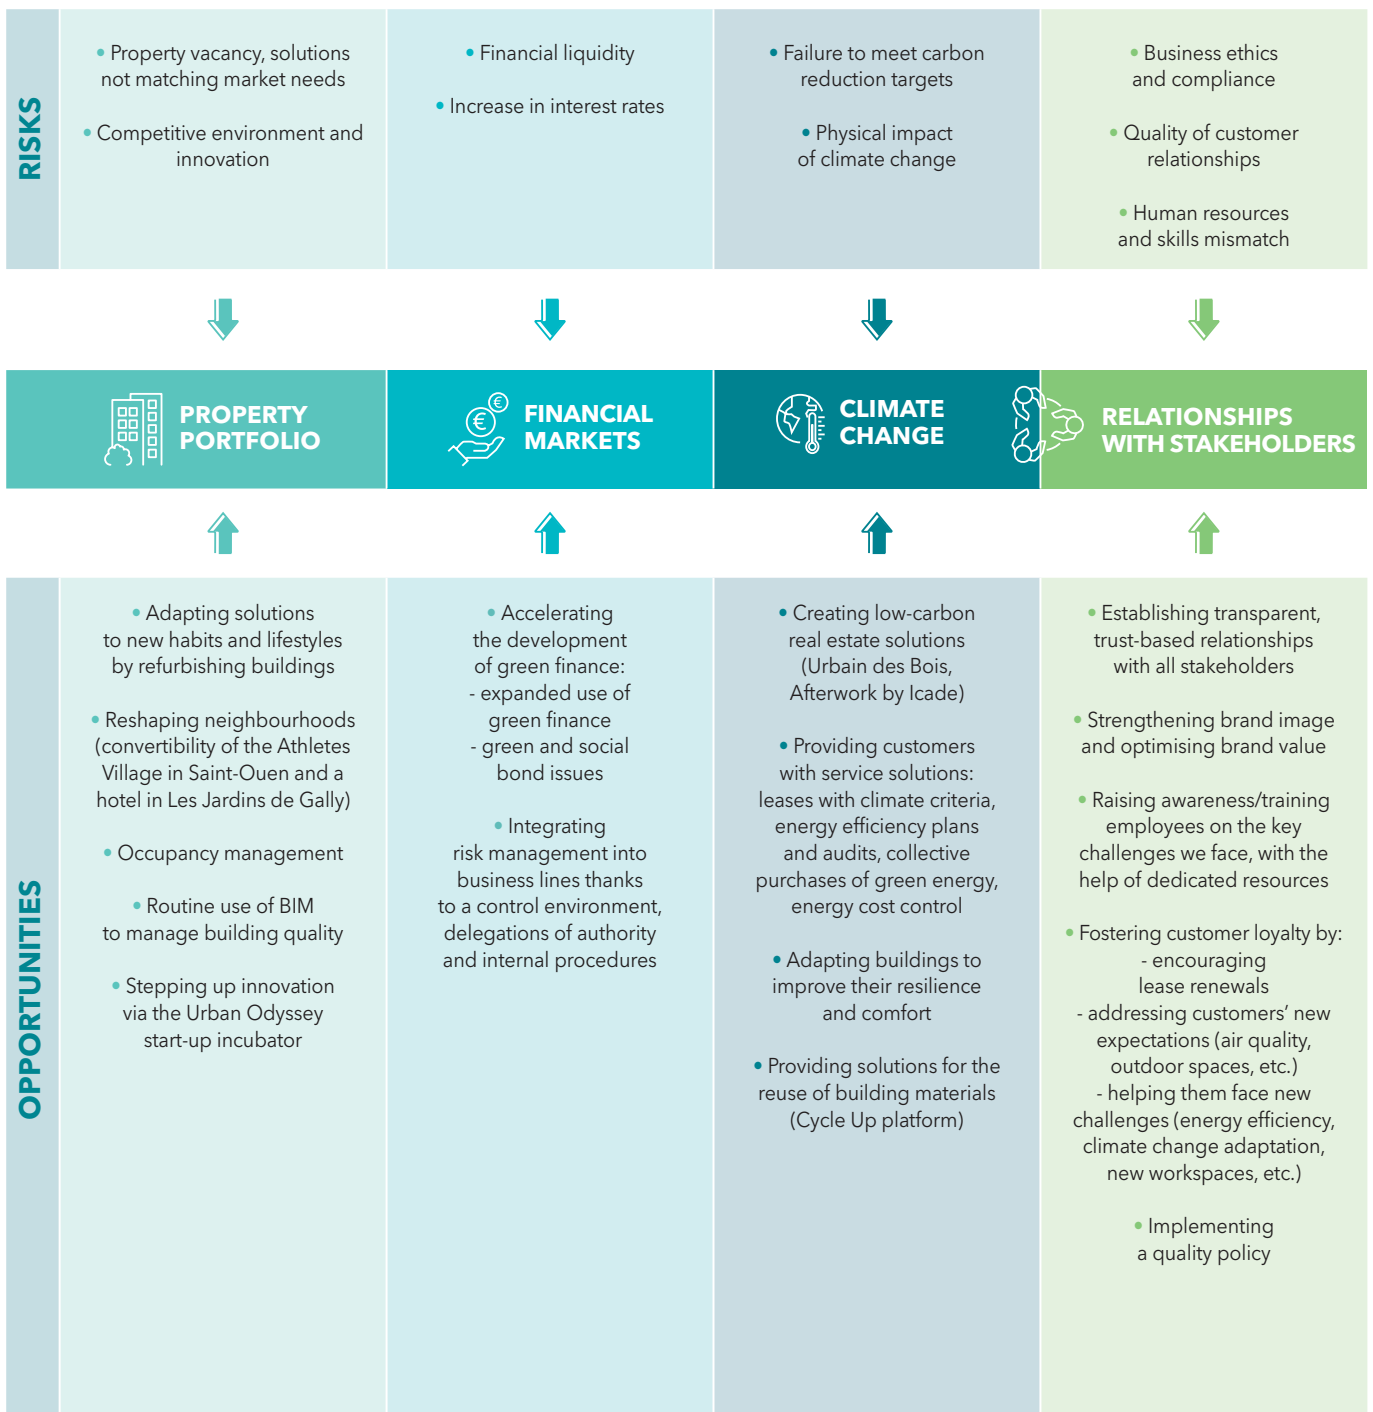 RISKS
• Property vacancy, solutions
not matching market needs
• Competitive environment and
innovation
• Financial liquidity
• Increase in interest rates
• Failure to meet carbon
reduction targets
• Physical impact
of climate change
• Business ethics
and compliance
• Quality of customer
relationships
• Human resources
and skills mismatch
PROPERTY
PORTFOLIO
€
€
FINANCIAL
MARKETS
CLIMATE
CHANGE
RELATIONSHIPS
WITH STAKEHOLDERS
OPPORTUNITIES
• Adapting solutions
to new habits and lifestyles
by refurbishing buildings
• Reshaping neighbourhoods
(convertibility of the Athletes
Village in Saint-Ouen and a
hotel in Les Jardins de Gally)
• Occupancy management
• Routine use of BIM
to manage building quality
• Stepping up innovation
via the Urban Odyssey
start-up incubator
• Accelerating
the development
of green finance:
- expanded use of
green finance
- green and social
bond issues
• Integrating
risk management into
business lines thanks
to a control environment,
delegations of authority
and internal procedures
• Creating low-carbon
real estate solutions
(Urbain des Bois,
Afterwork by Icade)
• Providing customers
with service solutions:
leases with climate criteria,
energy efficiency plans
and audits, collective
purchases of green energy,
energy cost control
• Adapting buildings to
improve their resilience
and comfort
• Providing solutions for the
reuse of building materials
(Cycle Up platform)
• Establishing transparent,
trust-based relationships
with all stakeholders
• Strengthening brand image
and optimising brand value
• Raising awareness/training
employees on the key
challenges we face, with the
help of dedicated resources
• Fostering customer loyalty by:
- encouraging
lease renewals
- addressing customers’ new
expectations (air quality,
outdoor spaces, etc.)
- helping them face new
challenges (energy efficiency,
climate change adaptation,
new workspaces, etc.)
• Implementing
a quality policy